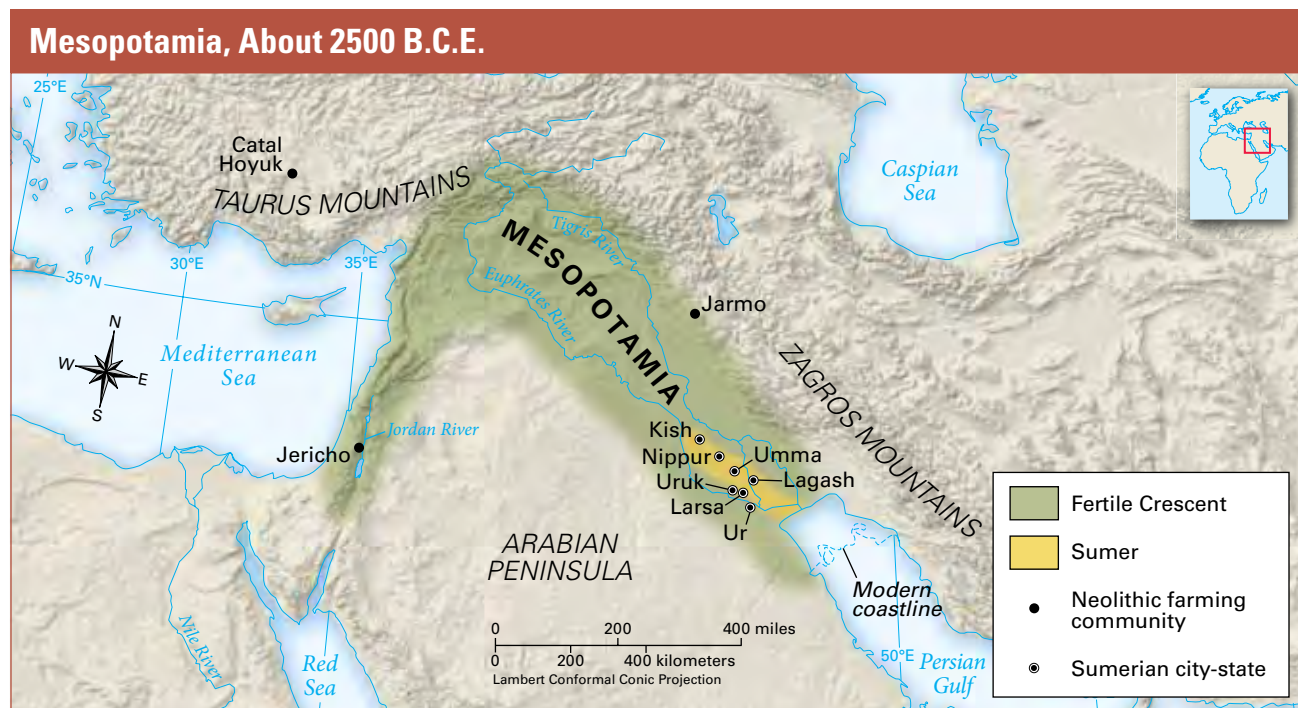 Mesopotamia, About 2500 B.C.E.
25°E
Catal
Hoyuk
TAURUS MOUNTAINS
Caspian
Sea
30°E
35°E
35°N
Tigris River
MESOPOTAMIA
Euphrates River
Jarmo
N
W
E
S
Mediterranean
Sea
ZAGROS MOUNTAINS
Jordan River
Jericho
Kish
Nippur
Umma
Uruk
Lagash
Larsa
Ur
ARABIAN
PENINSULA
Modern
coastline
Nile River
Red
Sea
50°E
Persian
Gulf
0 200 400 miles
0 200 400 kilometers
Lambert Conformal Conic Projection
Fertile Crescent
Sumer
Neolithic farming
community
Sumerian city-state